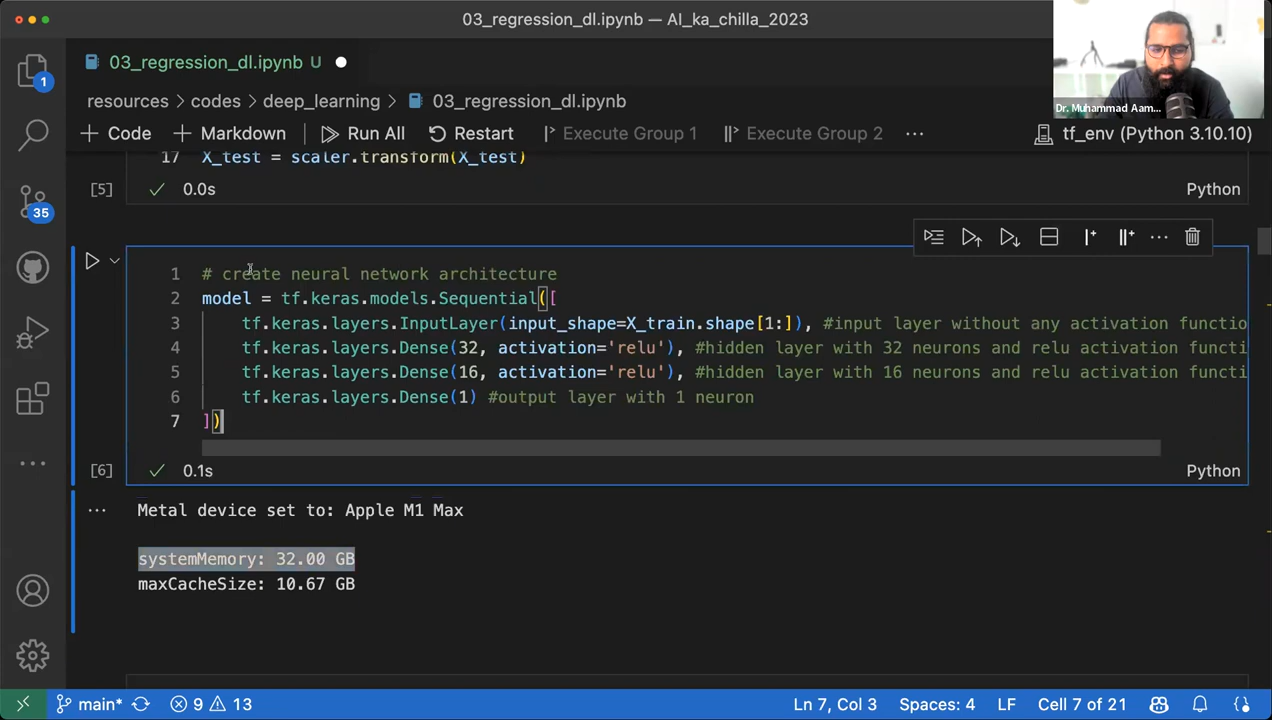 03_regression_dl.ipynb — AI_ka_chilla_2023
03_regression_dl.ipynb U
resources > codes > deep_learning > 03_regression_dl.ipynb
+ Code + Markdown Run All Restart Execute Group 1 Execute Group 2 ... tf_env (Python 3.10.10)
Dr. Muhammad Aam...
1
35
17 X_test = scaler.transform(X_test)
[5] 0.0s Python
1 # create neural network architecture
2 model = tf.keras.models.Sequential([
3 tf.keras.layers.InputLayer(input_shape=X_train.shape[1:]), #input layer without any activation functio
4 tf.keras.layers.Dense(32, activation='relu'), #hidden layer with 32 neurons and relu activation functi
5 tf.keras.layers.Dense(16, activation='relu'), #hidden layer with 16 neurons and relu activation functi
6 tf.keras.layers.Dense(1) #output layer with 1 neuron
7 ])
[6] 0.1s Python
... Metal device set to: Apple M1 Max
systemMemory: 32.00 GB
maxCacheSize: 10.67 GB
main* 9 13 Ln 7, Col 3 Spaces: 4 LF Cell 7 of 21